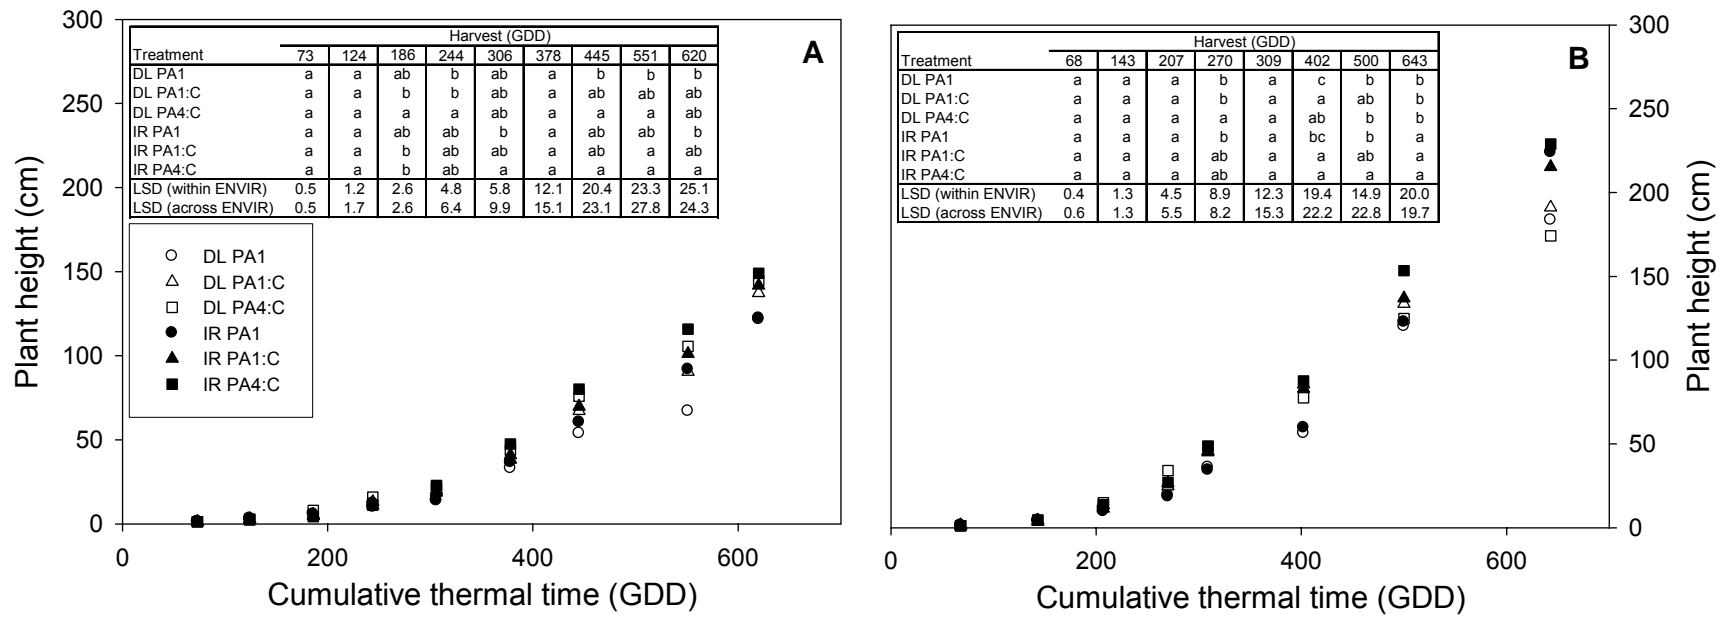 A
Harvest (GDD)
Treatment 73 124 186 244 306 378 445 551 620
DL PA1 a a ab b ab a b b b
DL PA1:C a a b b ab a ab ab ab
DL PA4:C a a a a ab a a a ab
IR PA1 a a ab ab b a ab ab b
IR PA1:C a a b ab ab a ab a ab
IR PA4:C a a b ab a a a a a
LSD (within ENVIR) 0.5 1.2 2.6 4.8 5.8 12.1 20.4 23.3 25.1
LSD (across ENVIR) 0.5 1.7 2.6 6.4 9.9 15.1 23.1 27.8 24.3
DL PA1
DL PA1:C
DL PA4:C
IR PA1
IR PA1:C
IR PA4:C
Plant height (cm)
300
250
200
150
100
50
0
0 200 400 600
Cumulative thermal time (GDD)
B
Harvest (GDD)
Treatment 68 143 207 270 309 402 500 643
DL PA1 a a a b a c b b
DL PA1:C a a a b a a ab b
DL PA4:C a a a a a ab b b
IR PA1 a a a b a bc b a
IR PA1:C a a a ab a a ab a
IR PA4:C a a a ab a a a a
LSD (within ENVIR) 0.4 1.3 4.5 8.9 12.3 19.4 14.9 20.0
LSD (across ENVIR) 0.6 1.3 5.5 8.2 15.3 22.2 22.8 19.7
300
250
200
150
100
50
0
Plant height (cm)
0 200 400 600
Cumulative thermal time (GDD)